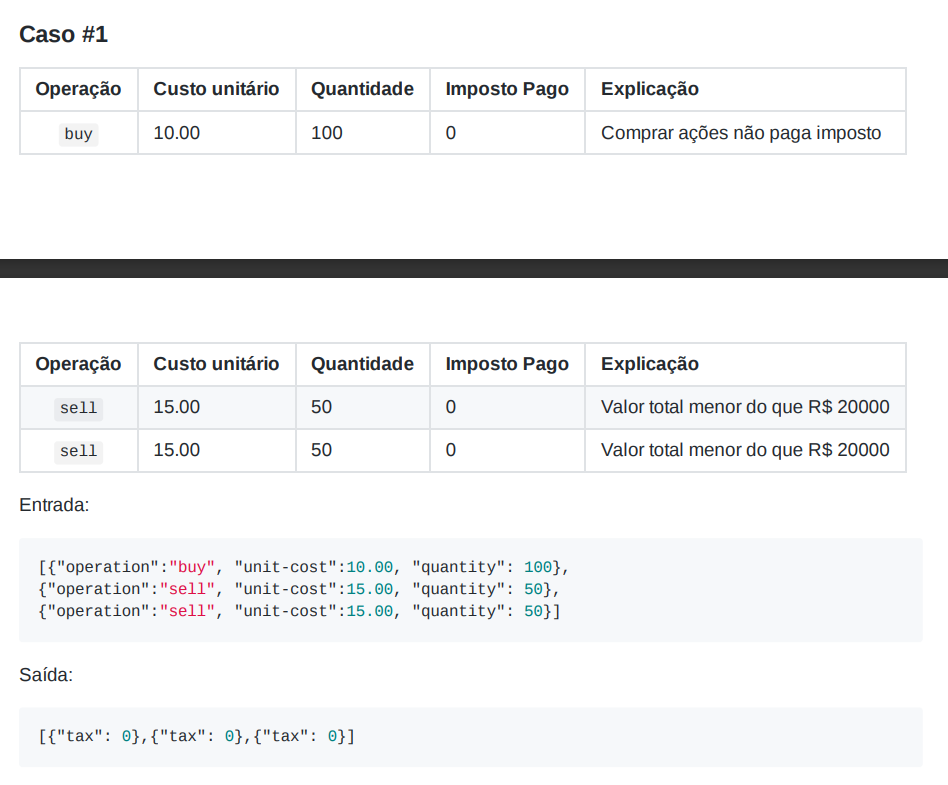 Caso #1
Operação Custo unitário Quantidade Imposto Pago Explicação
buy 10.00 100 0 Comprar ações não paga imposto
Operação Custo unitário Quantidade Imposto Pago Explicação
sell 15.00 50 0 Valor total menor do que R$ 20000
sell 15.00 50 0 Valor total menor do que R$ 20000
Entrada:
[{"operation":"buy", "unit-cost":10.00, "quantity": 100},
{"operation":"sell", "unit-cost":15.00, "quantity": 50},
{"operation":"sell", "unit-cost":15.00, "quantity": 50}]
Saída:
[{"tax": 0},{"tax": 0},{"tax": 0}]